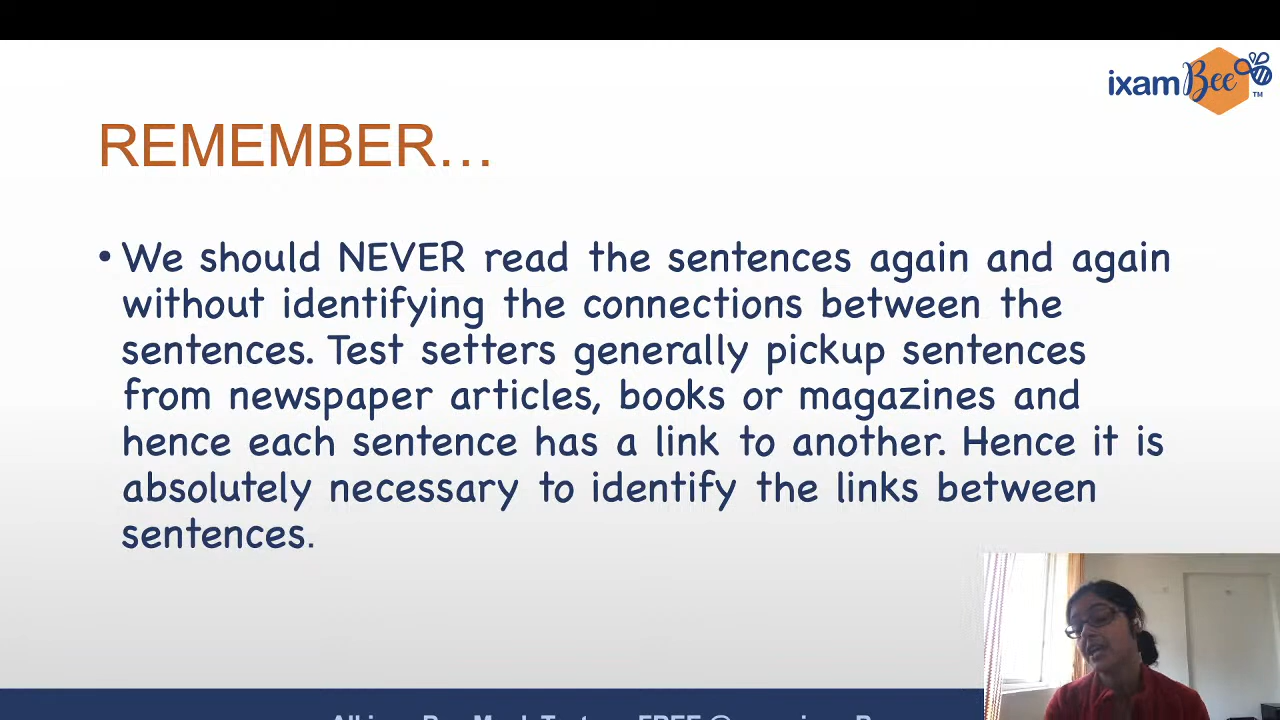 ixamBee
TM
REMEMBER...
• We should NEVER read the sentences again and again
without identifying the connections between the
sentences. Test setters generally pickup sentences
from newspaper articles, books or magazines and
hence each sentence has a link to another. Hence it is
absolutely necessary to identify the links between
sentences.